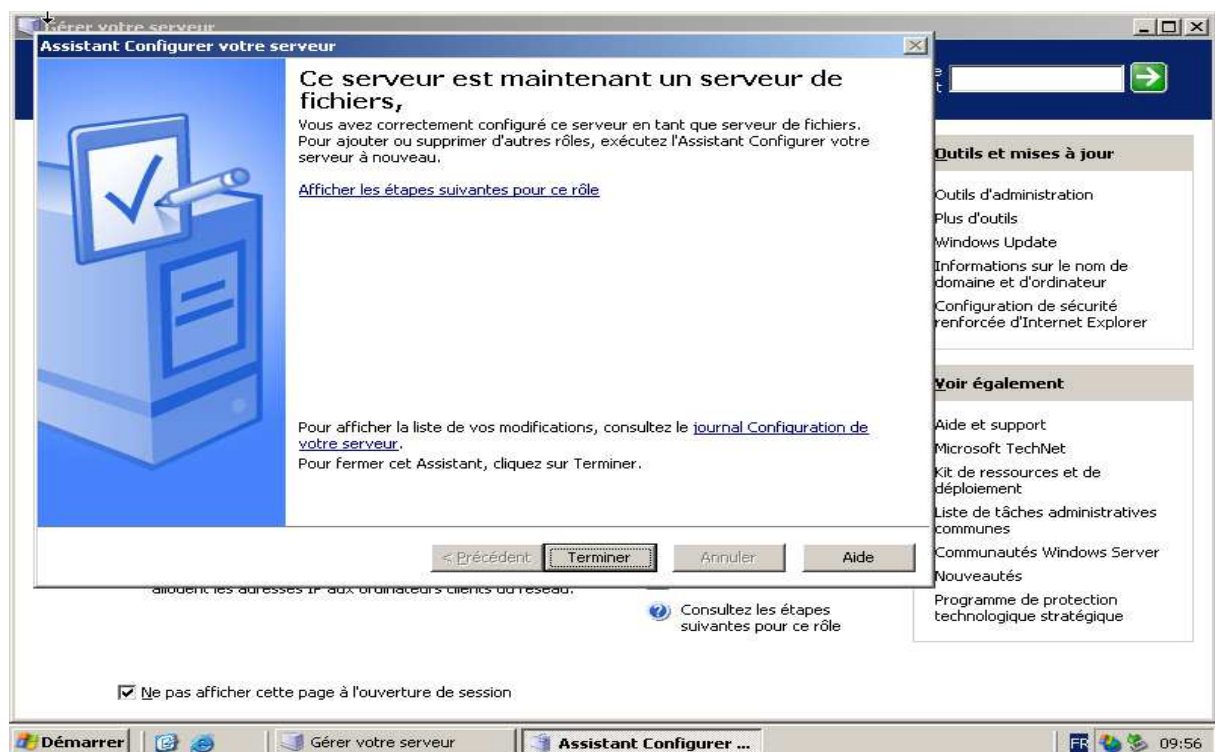 Gérer votre serveur
Assistant Configurer votre serveur
Ce serveur est maintenant un serveur de
fichiers,
Vous avez correctement configuré ce serveur en tant que serveur de fichiers.
Pour ajouter ou supprimer d'autres rôles, exécutez l'Assistant Configurer votre
serveur à nouveau.
Afficher les étapes suivantes pour ce rôle
Pour afficher la liste de vos modifications, consultez le journal Configuration de
votre serveur.
Pour fermer cet Assistant, cliquez sur Terminer.
< Précédent
Terminer
Annuler
Aide
Outils et mises à jour
Outils d'administration
Plus d'outils
Windows Update
Informations sur le nom de
domaine et d'ordinateur
Configuration de sécurité
renforcée d'Internet Explorer
Voir également
Aide et support
Microsoft TechNet
Kit de ressources et de
déploiement
Liste de tâches administratives
communes
Communautés Windows Server
Nouveautés
Programme de protection
technologique stratégique
allouent les adresses IP aux ordinateurs clients du réseau.
Consultez les étapes
suivantes pour ce rôle
Ne pas afficher cette page à l'ouverture de session
Démarrer
Gérer votre serveur
Assistant Configurer ...
FR
09:56